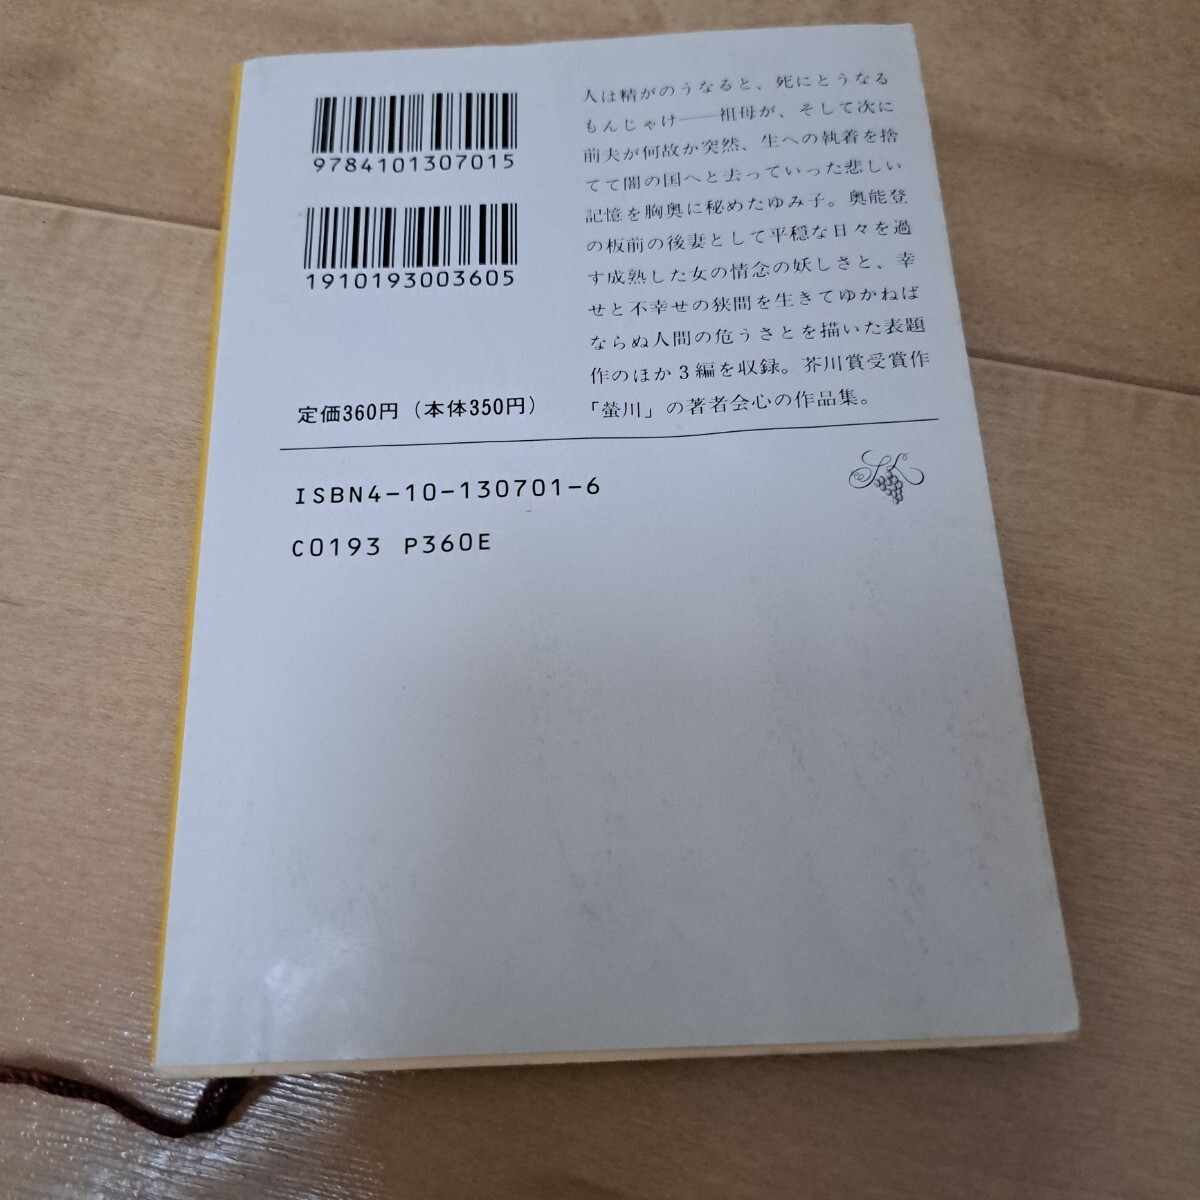 9784101307015
1910193003605
定価360円（本体350円）
人は精がのうなると、死にとうなる
もんじゃけ――祖母が、そして次に
前夫が何故か突然、生への執着を捨
てて闇の国へと去っていった悲しい
記憶を胸奥に秘めたゆみ子。奥能登
の板前の後妻として平穏な日々を過
す成熟した女の情念の妖しさと、幸
せと不幸せの狭間を生きてゆかねば
ならぬ人間の危うさとを描いた表題
作のほか3編を収録。芥川賞受賞作
「螢川」の著者会心の作品集。
ISBN4-10-130701-6
C0193 P360E